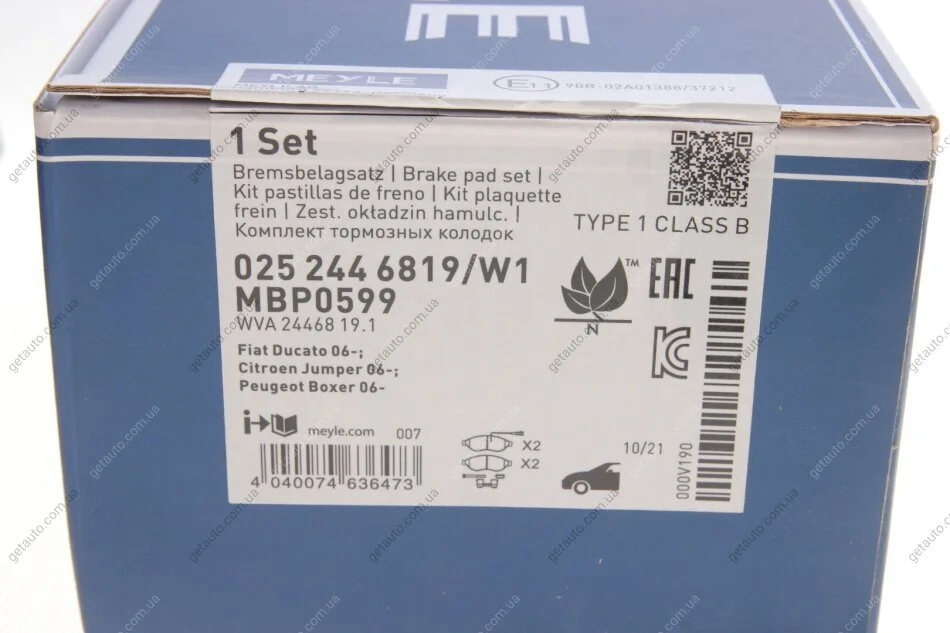 MEYLE
E11 90R-02A01388/37212
1 Set
Bremsbelagsatz | Brake pad set |
Kit pastillas de freno | Kit plaquette
frein | Zest. okładzin hamulc. |
Комплект тормозных колодок
TYPE 1 CLASS B
025 244 6819/W1
MBP0599
WVA 24468 19.1
TM
N
EAC
Fiat Ducato 06-;
Citroen Jumper 06-;
Peugeot Boxer 06-
meyle.com 007
4 040074 636473
X2
X2
10/21
000V190
getauto.com.ua